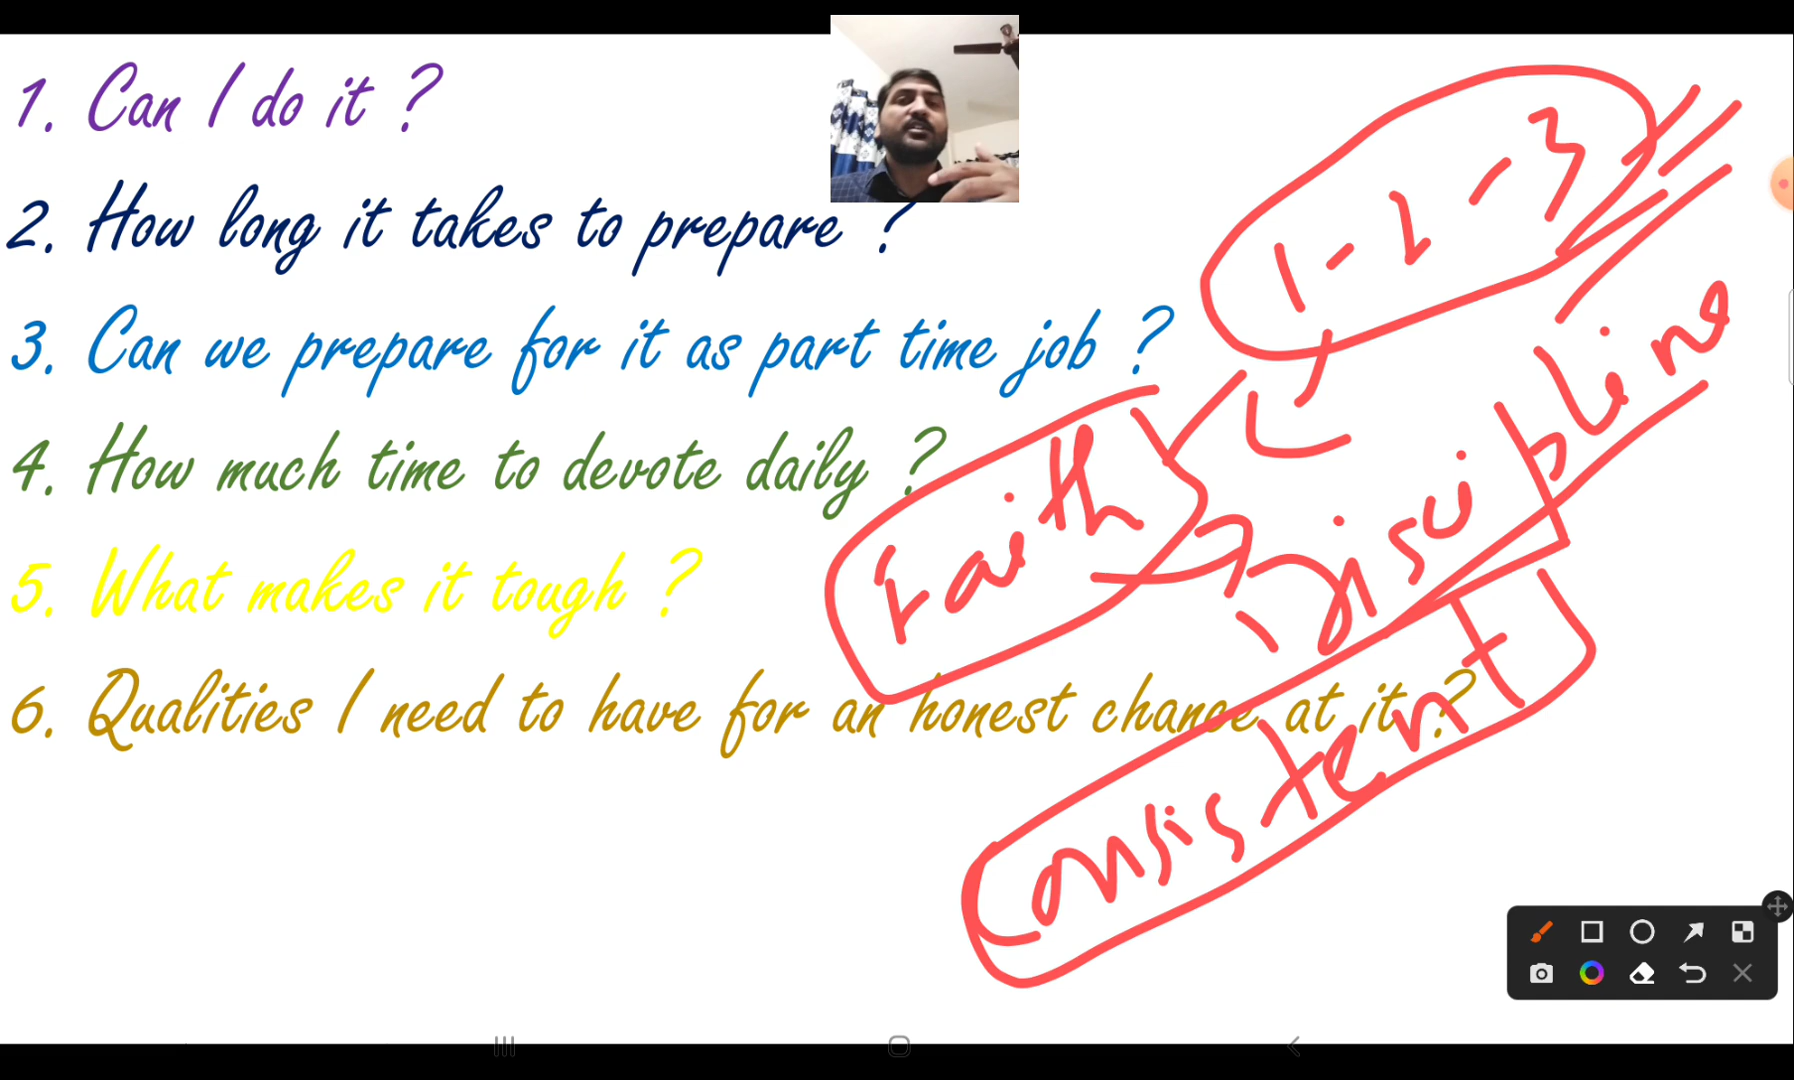 1. Can I do it ?
2. How long it takes to prepare ?
3. Can we prepare for it as part time job ?
4. How much time to devote daily ?
5. What makes it tough ?
6. Qualities I need to have for an honest chance at it ?
1-2-3
Faith
Discipline
Consistent